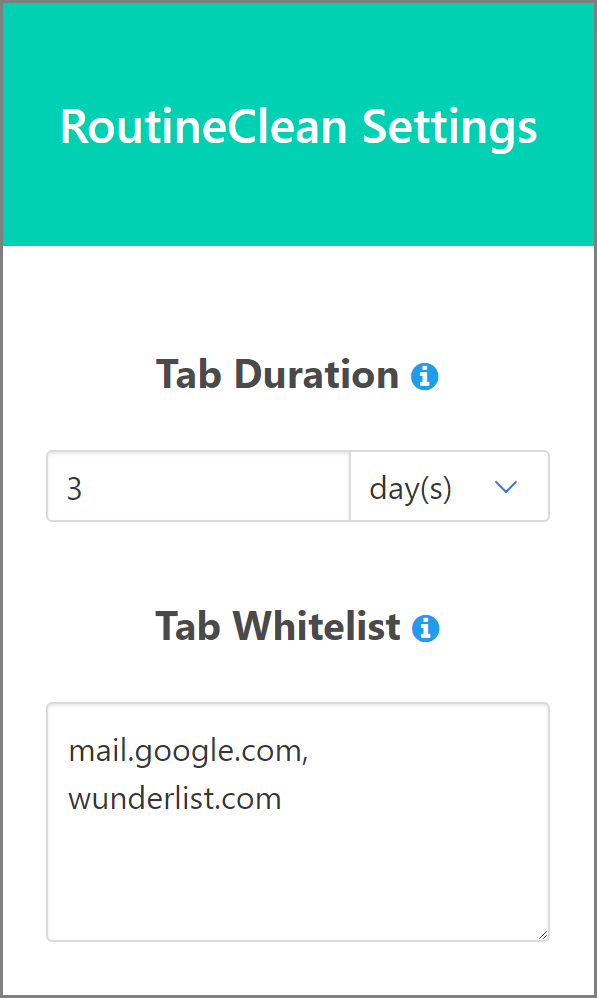 RoutineClean Settings
Tab Duration
3
day(s)
Tab Whitelist
mail.google.com,
wunderlist.com